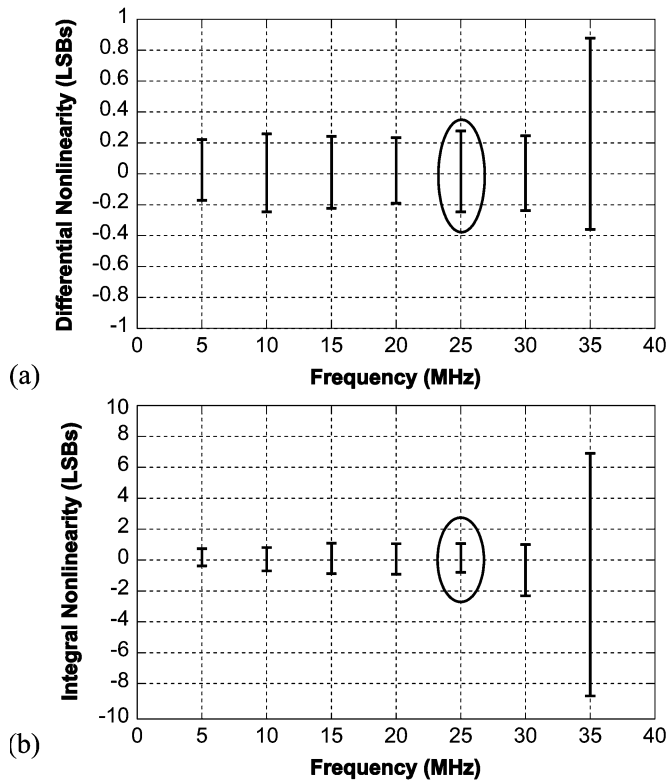 Differential Nonlinearity (LSBs)
1
0.8
0.6
0.4
0.2
0
-0.2
-0.4
-0.6
-0.8
-1
0 5 10 15 20 25 30 35 40
Frequency (MHz)
(a)
Integral Nonlinearity (LSBs)
10
8
6
4
2
0
-2
-4
-6
-8
-10
0 5 10 15 20 25 30 35 40
Frequency (MHz)
(b)